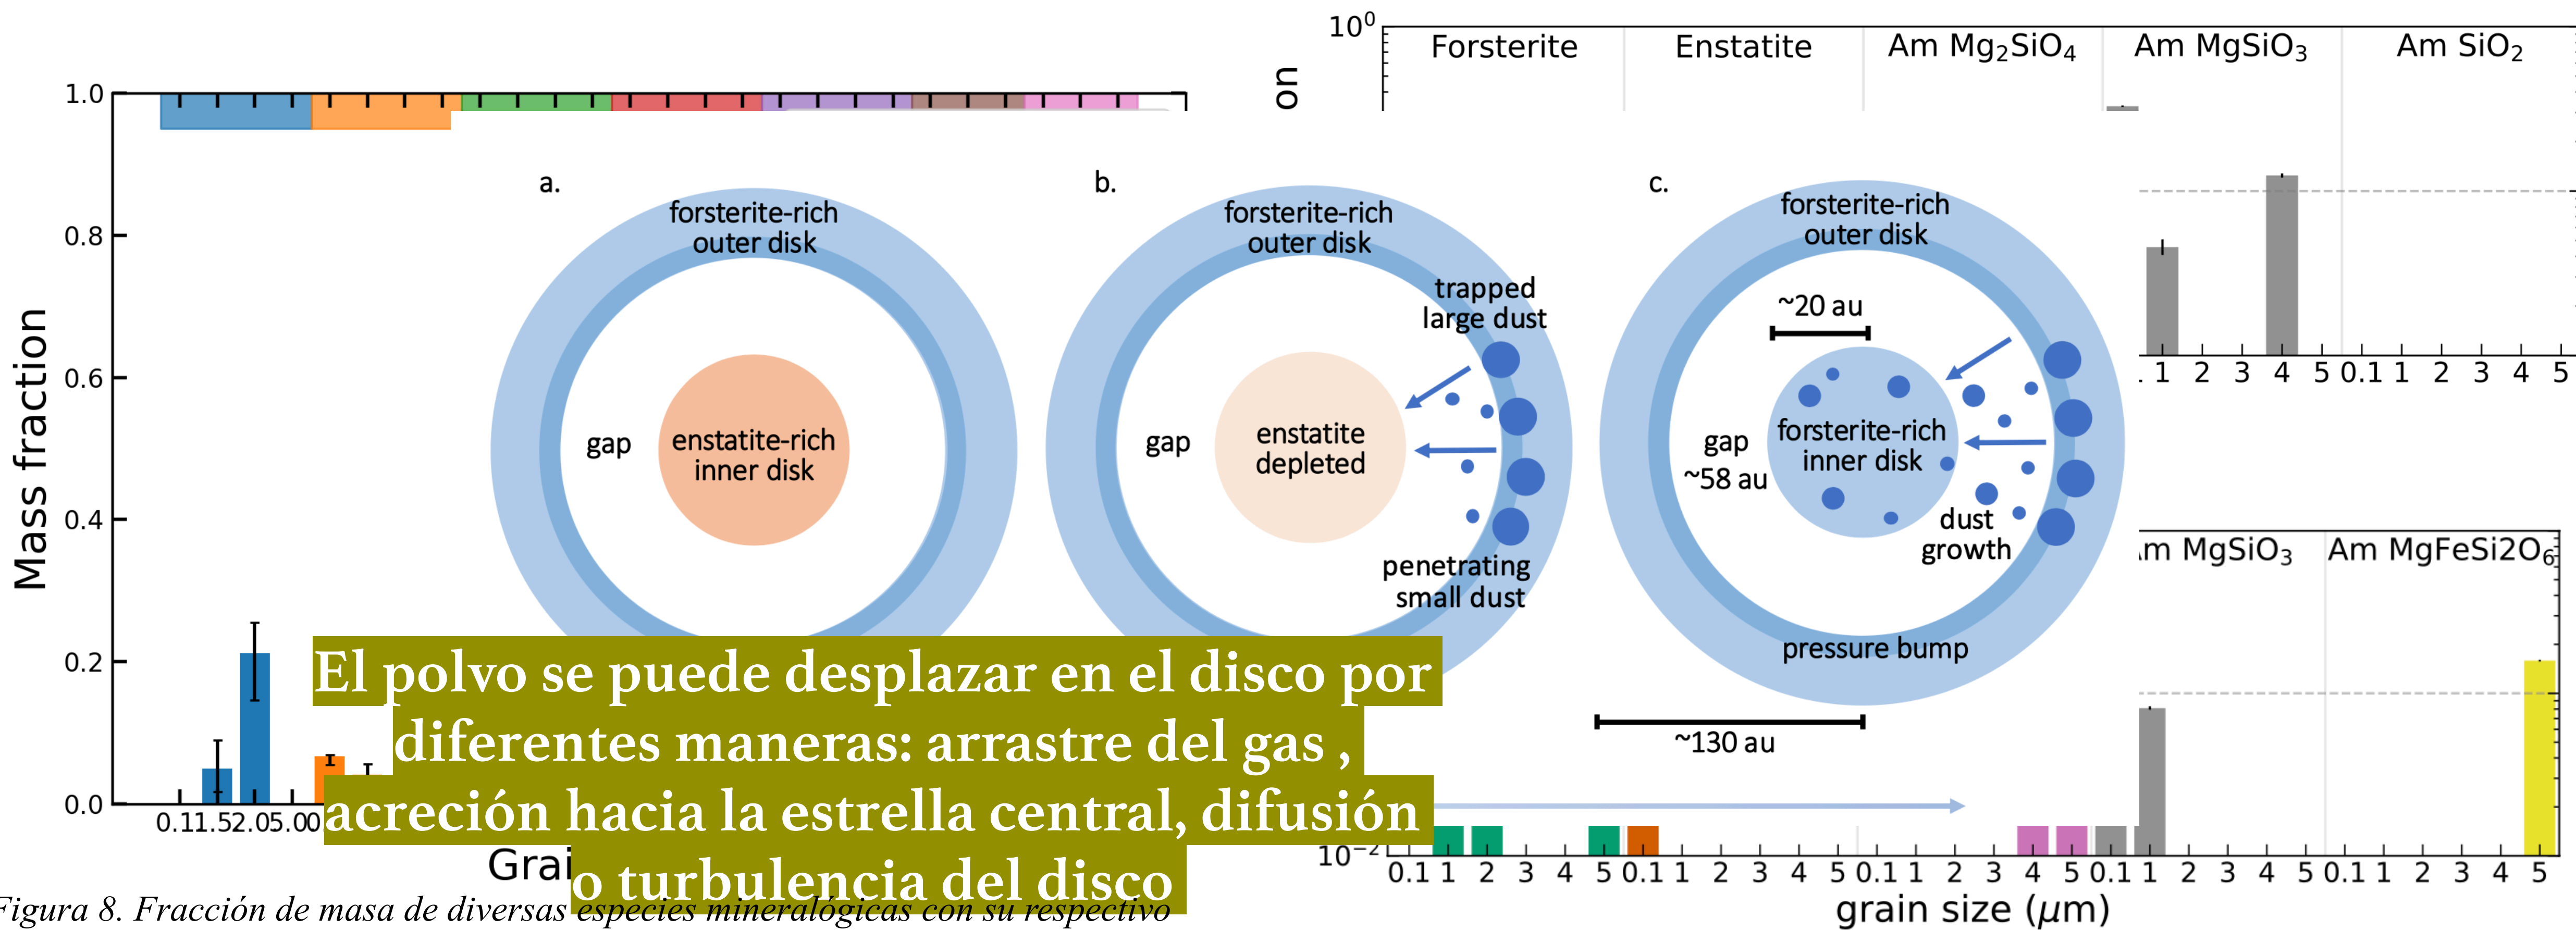 10⁰
on
Forsterite Enstatite Am Mg₂SiO₄ Am MgSiO₃ Am SiO₂
1.0
0.8
0.6
0.4
0.2
0.0
Mass fraction
a.
forsterite-rich
outer disk
gap
enstatite-rich
inner disk
b.
forsterite-rich
outer disk
trapped
large dust
gap
enstatite
depleted
penetrating
small dust
c.
forsterite-rich
outer disk
~20 au
gap
~58 au
forsterite-rich
inner disk
dust
growth
pressure bump
~130 au
1 2 3 4 5 0.1 1 2 3 4 5
m MgSiO₃ Am MgFeSi2O₆
El polvo se puede desplazar en el disco por
diferentes maneras: arrastre del gas ,
acreción hacia la estrella central, difusión
o turbulencia del disco
0.11.52.05.00
Grai
10⁻²
0.1 1 2 3 4 5 0.1 1 2 3 4 5 0.1 1 2 3 4 5 0.1 1 2 3 4 5 0.1 1 2 3 4 5
grain size (μm)
Figura 8. Fracción de masa de diversas especies mineralógicas con su respectivo